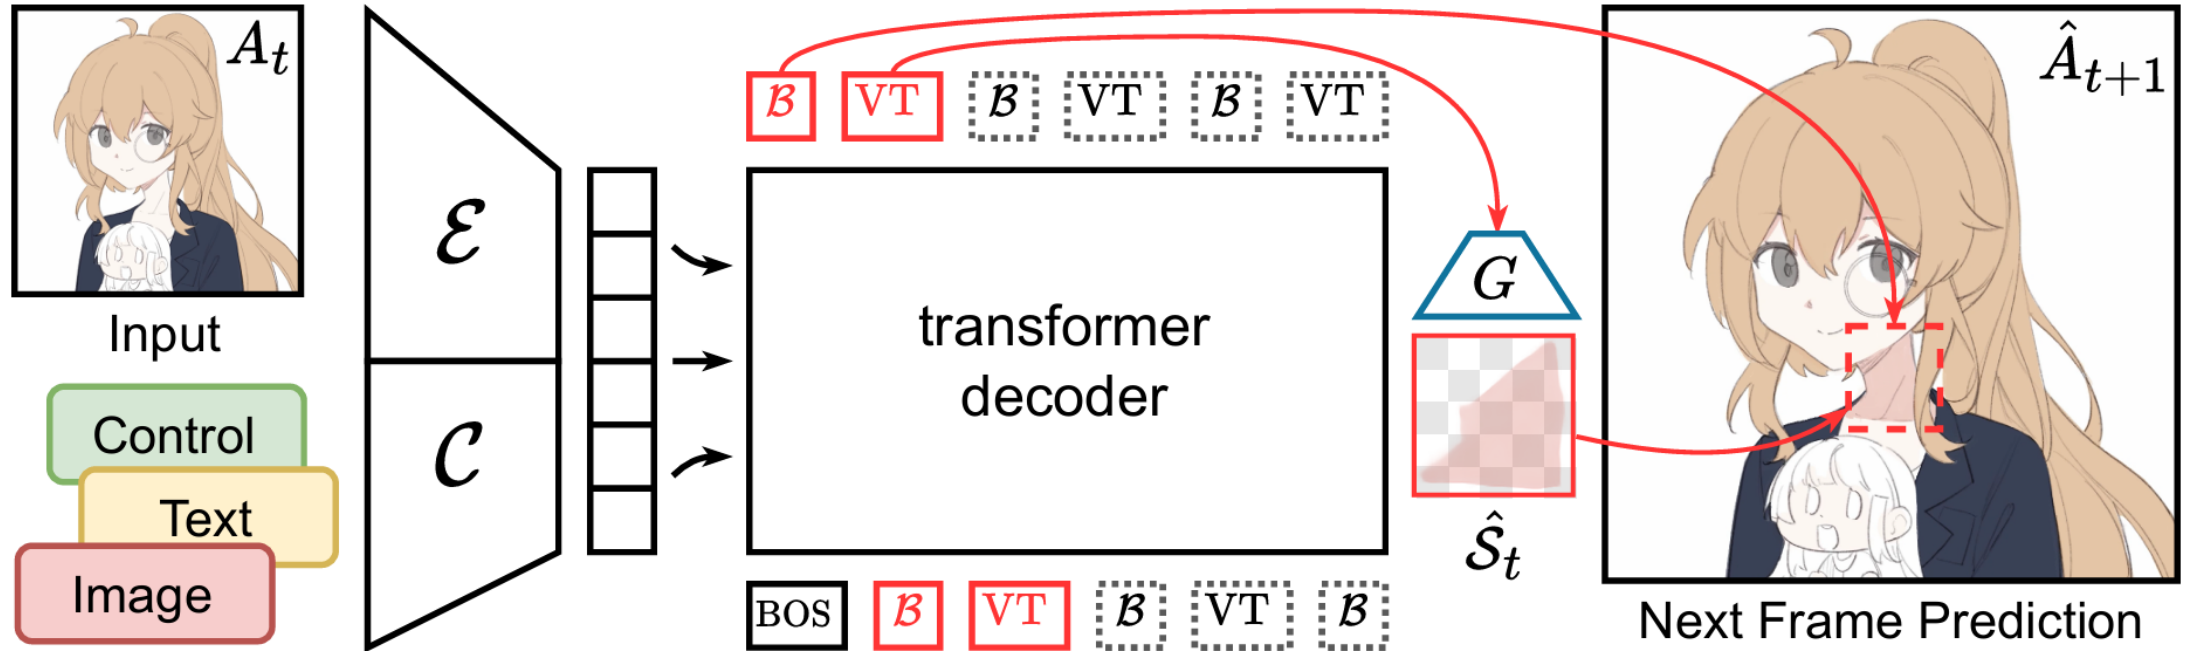 A_t
Input
Control
Text
Image
ℰ
𝒞
ℬ VT ℬ VT ℬ VT
transformer
decoder
BOS ℬ VT ℬ VT ℬ
G
𝒮̂_t
Â_{t+1}
Next Frame Prediction